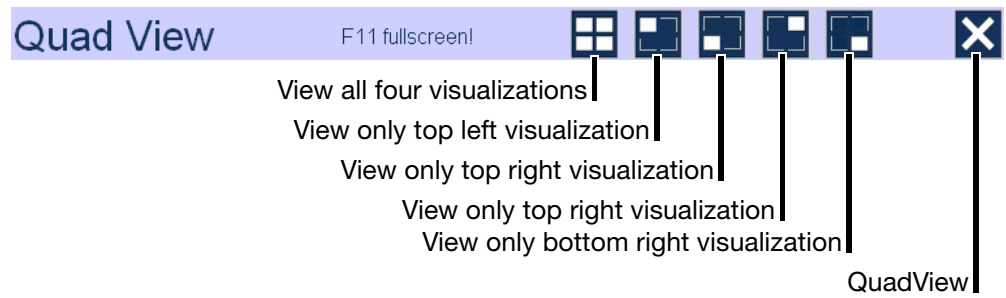 Quad View F11 fullscreen!
View all four visualizations
View only top left visualization
View only top right visualization
View only top right visualization
View only bottom right visualization
QuadView